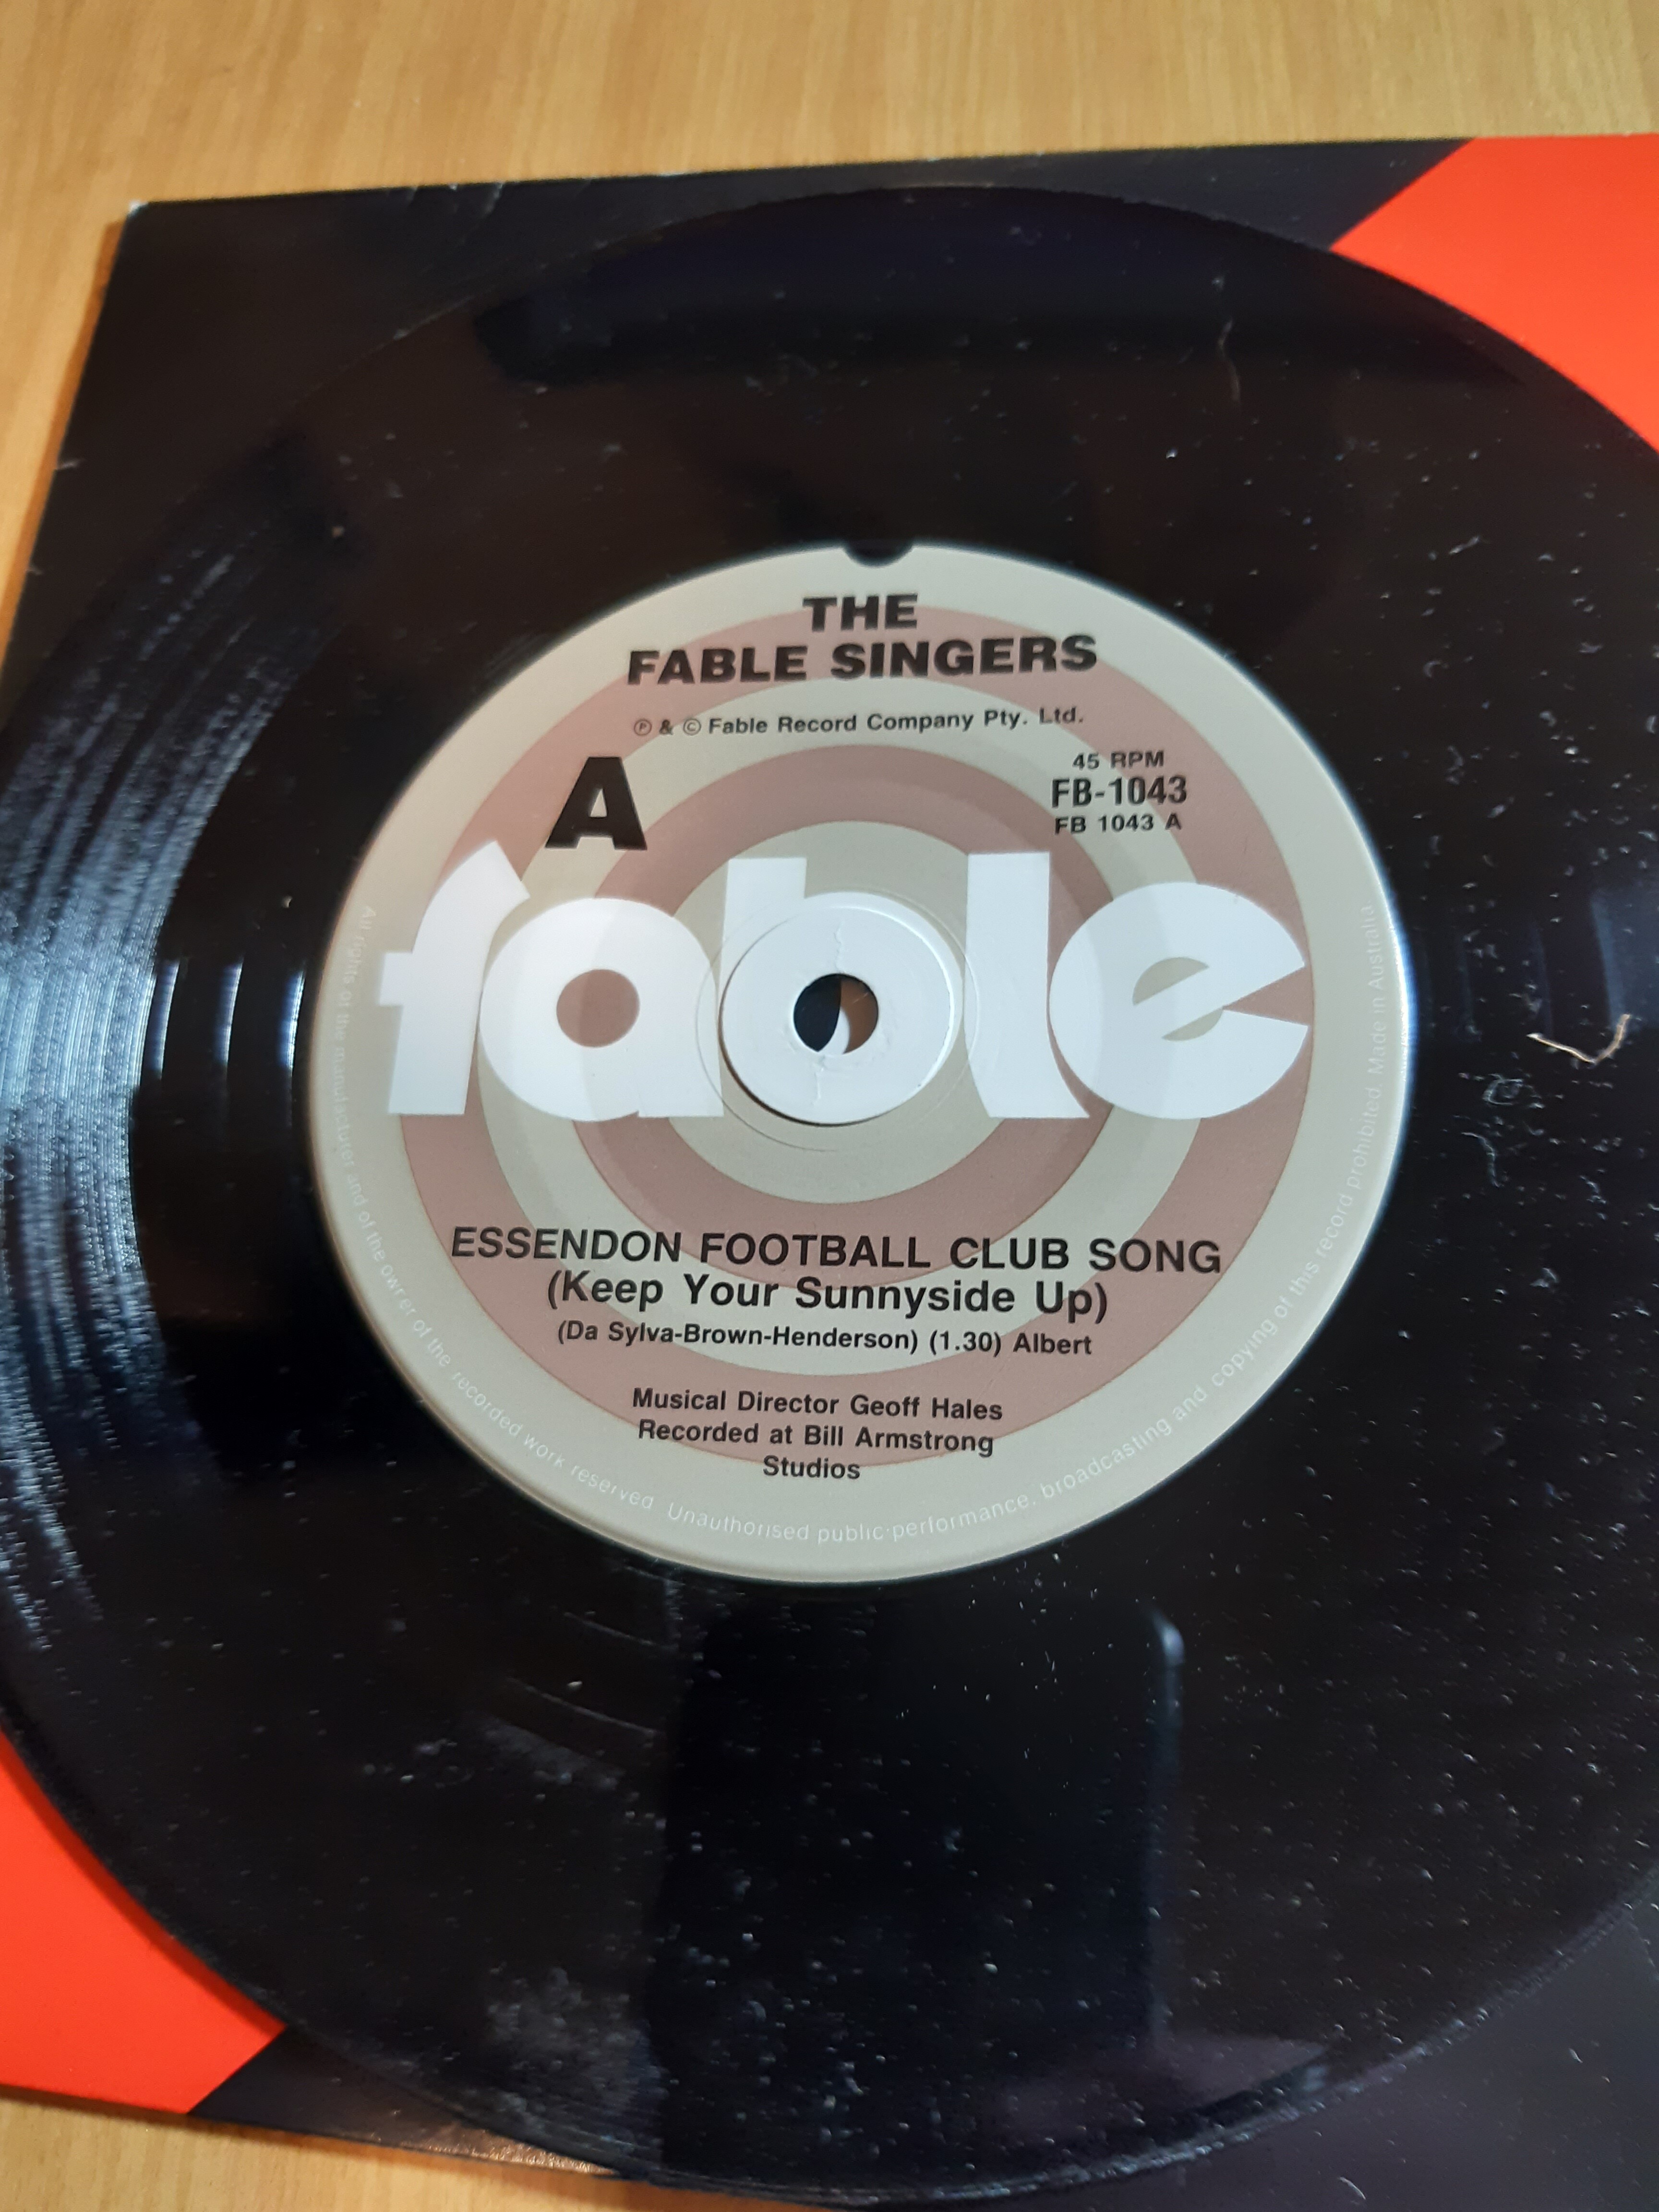 THE
FABLE SINGERS
℗ & © Fable Record Company Pty. Ltd.
A
45 RPM
FB-1043
FB 1043 A
fable
ESSENDON FOOTBALL CLUB SONG
(Keep Your Sunnyside Up)
(Da Sylva-Brown-Henderson) (1.30) Albert
Musical Director Geoff Hales
Recorded at Bill Armstrong
Studios
All rights of the manufacturer and of the owner of the recorded work reserved. Unauthorised public performance, broadcasting and copying of this record prohibited. Made in Australia